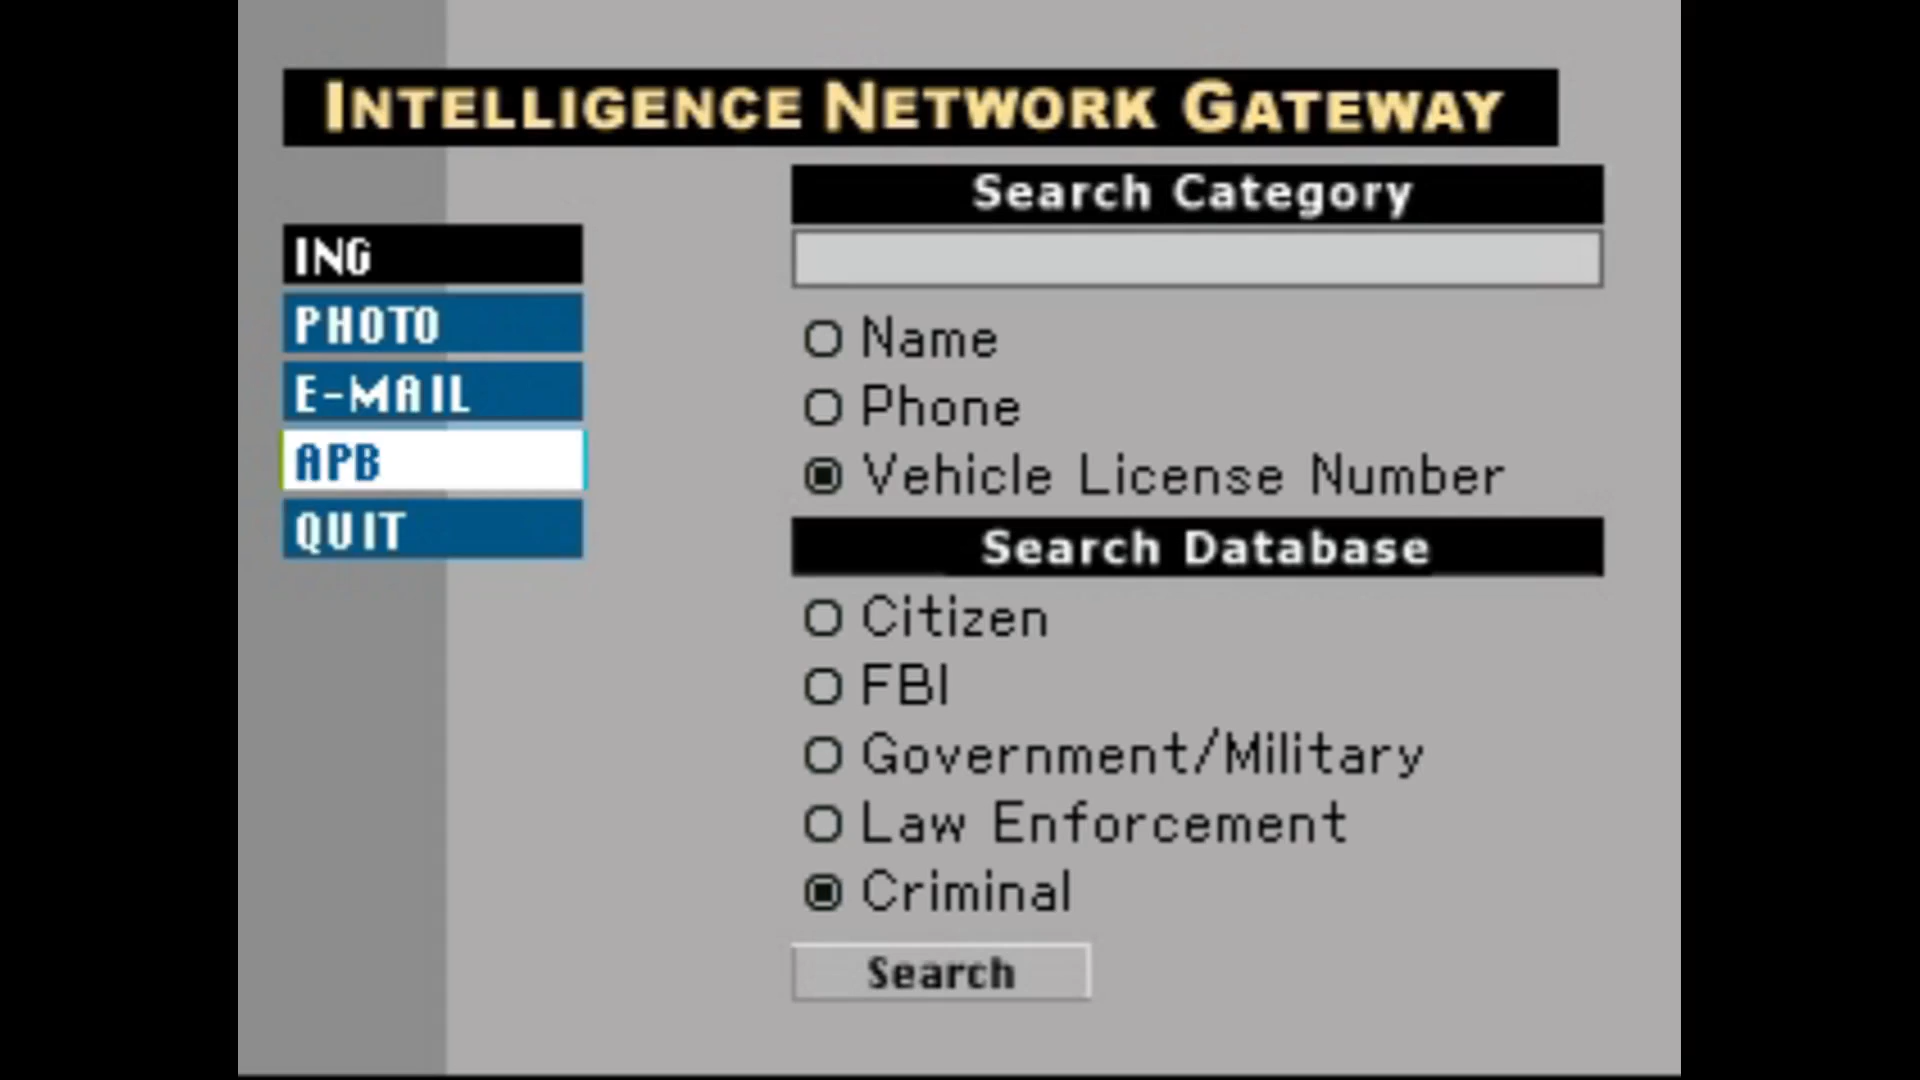 INTELLIGENCE NETWORK GATEWAY
ING
PHOTO
E-MAIL
APB
QUIT
Search Category
Name
Phone
Vehicle License Number
Search Database
Citizen
FBI
Government/Military
Law Enforcement
Criminal
Search